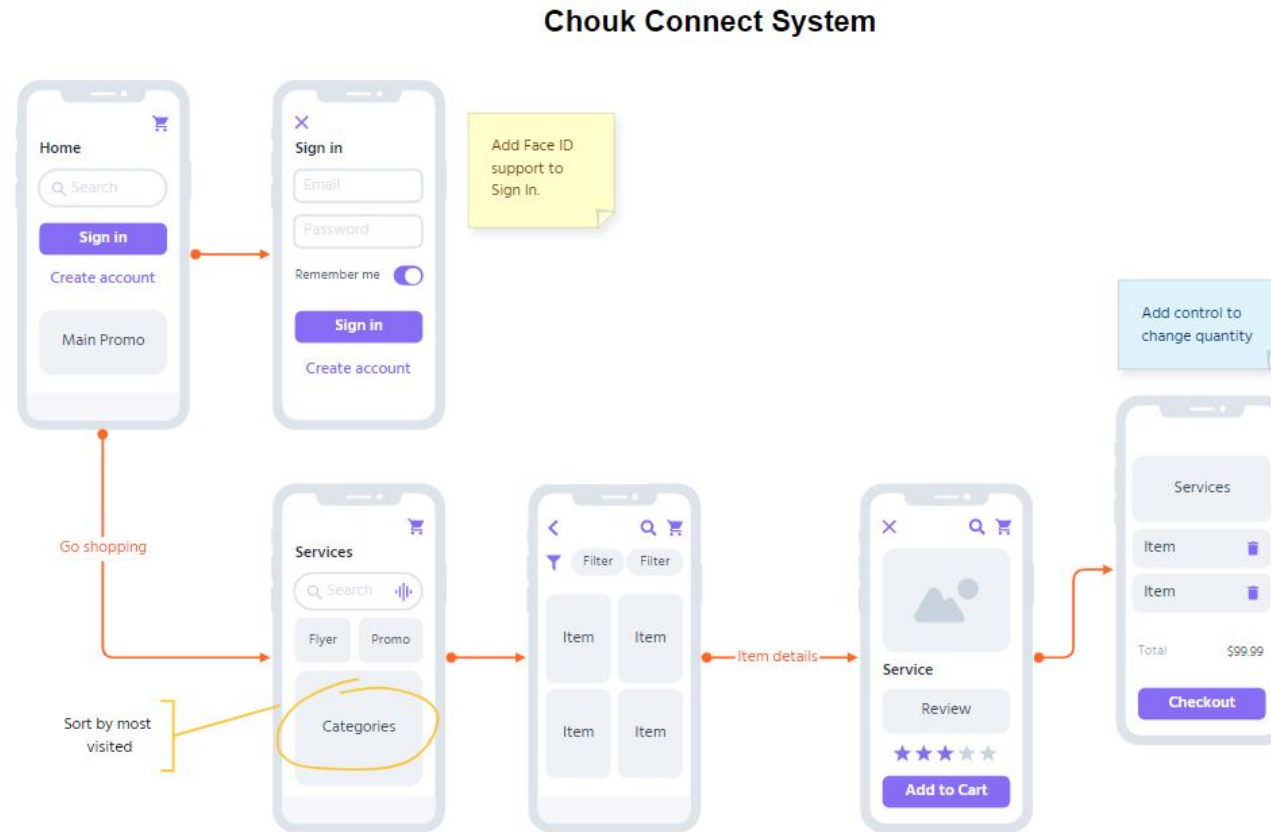 Chouk Connect System
Home
Search
Sign in
Create account
Main Promo
Sign in
Email
Password
Remember me
Sign in
Create account
Add Face ID
support to
Sign In.
Add control to
change quantity
Go shopping
Services
Search
Flyer
Promo
Categories
Sort by most
visited
Filter
Filter
Item
Item
Item
Item
Item details
Service
Review
Add to Cart
Services
Item
Item
Total
$99.99
Checkout